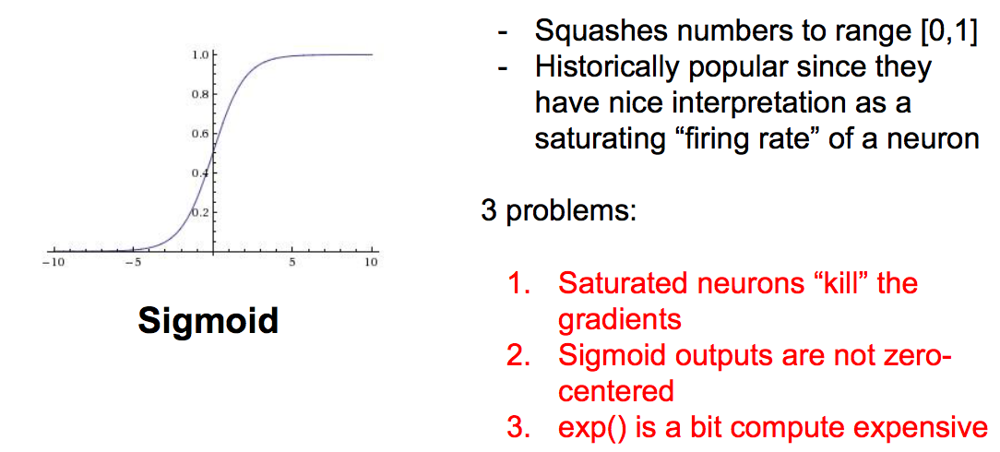 - Squashes numbers to range [0,1]
- Historically popular since they
have nice interpretation as a
saturating “firing rate” of a neuron
3 problems:
1. Saturated neurons “kill” the
gradients
2. Sigmoid outputs are not zero-
centered
3. exp() is a bit compute expensive
1.0
0.8
0.6
0.4
0.2
−10
−5
5
10
Sigmoid